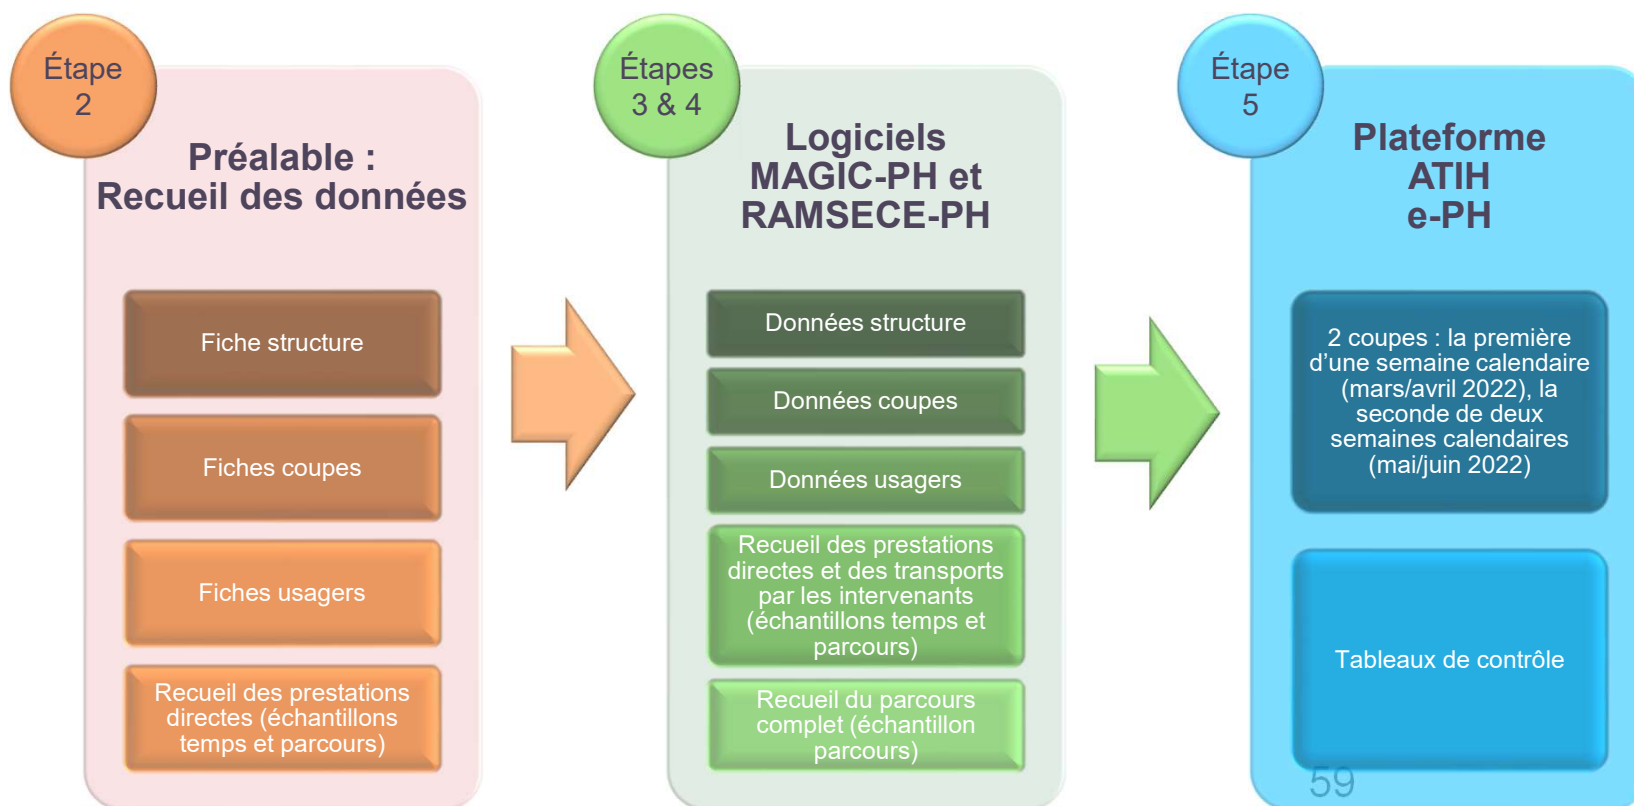 Étape
2
Préalable :
Recueil des données
Fiche structure
Fiches coupes
Fiches usagers
Recueil des prestations
directes (échantillons
temps et parcours)
Étapes
3 & 4
Logiciels
MAGIC-PH et
RAMSECE-PH
Données structure
Données coupes
Données usagers
Recueil des prestations
directes et des transports
par les intervenants
(échantillons temps et
parcours)
Recueil du parcours
complet (échantillon
parcours)
Étape
5
Plateforme
ATIH
e-PH
2 coupes : la première
d’une semaine calendaire
(mars/avril 2022), la
seconde de deux
semaines calendaires
(mai/juin 2022)
Tableaux de contrôle
59